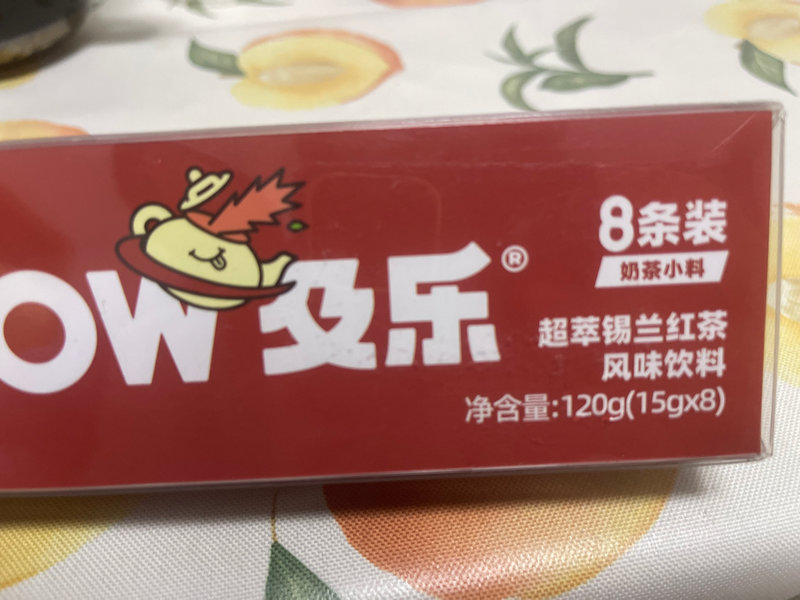 8条装
奶茶小料
OW 及乐®
超萃锡兰红茶
风味饮料
净含量:120g(15gx8)